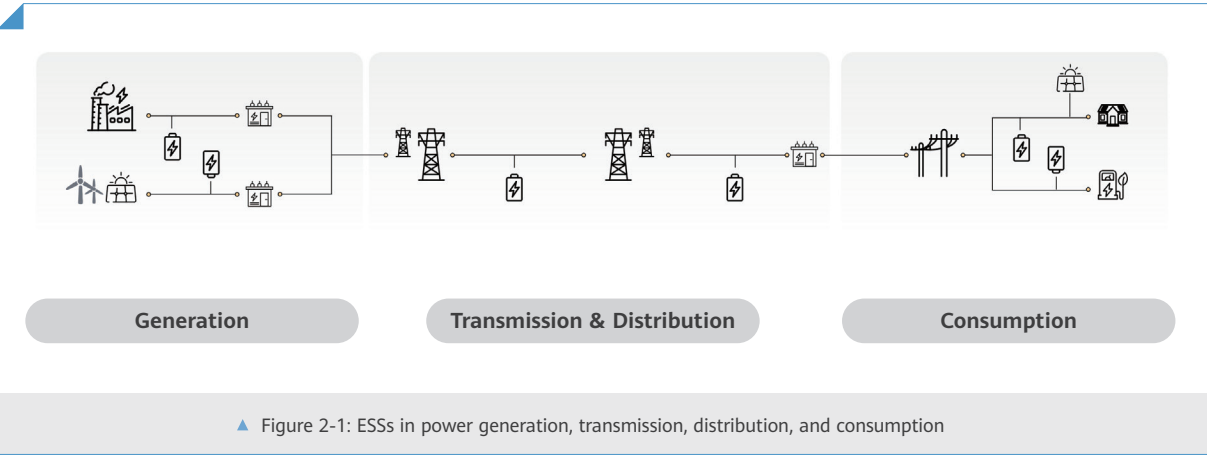 Generation
Transmission & Distribution
Consumption
▲ Figure 2-1: ESSs in power generation, transmission, distribution, and consumption